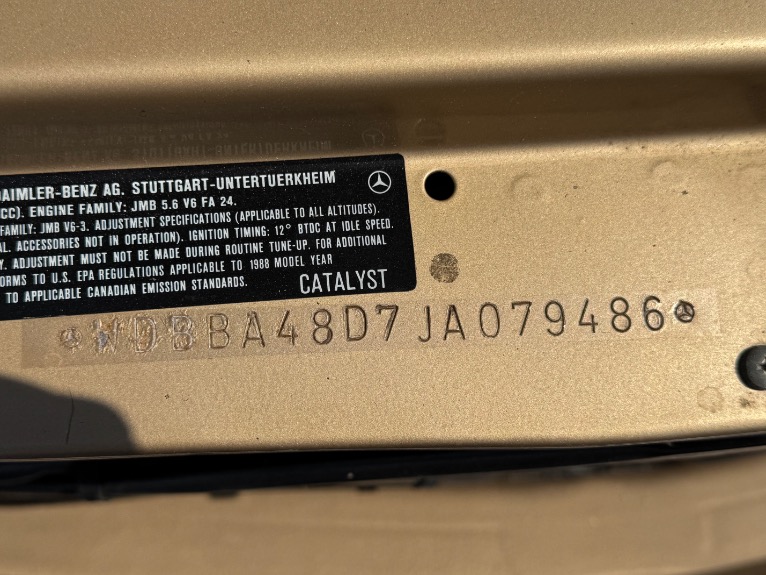 DAIMLER-BENZ AG. STUTTGART-UNTERTUERKHEIM
CC). ENGINE FAMILY: JMB 5.6 V6 FA 24.
FAMILY: JMB V6-3. ADJUSTMENT SPECIFICATIONS (APPLICABLE TO ALL ALTITUDES).
AL. ACCESSORIES NOT IN OPERATION). IGNITION TIMING: 12° BTDC AT IDLE SPEED.
Y. ADJUSTMENT MUST NOT BE MADE DURING ROUTINE TUNE-UP. FOR ADDITIONAL
FORMS TO U.S. EPA REGULATIONS APPLICABLE TO 1988 MODEL YEAR
TO APPLICABLE CANADIAN EMISSION STANDARDS.
CATALYST
WDBBA48D7JA079486